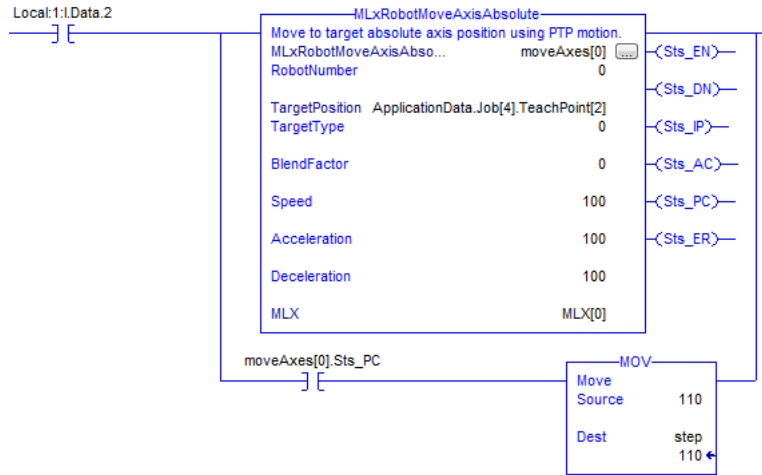 Local:1:I.Data.2
MLxRobotMoveAxisAbsolute
Move to target absolute axis position using PTP motion.
MLxRobotMoveAxisAbso... moveAxes[0] ... (Sts_EN)
RobotNumber 0
(Sts_DN)
TargetPosition ApplicationData.Job[4].TeachPoint[2]
TargetType 0 (Sts_IP)
BlendFactor 0 (Sts_AC)
Speed 100 (Sts_PC)
Acceleration 100 (Sts_ER)
Deceleration 100
MLX MLX[0]
moveAxes[0].Sts_PC
MOV
Move
Source 110
Dest step
110